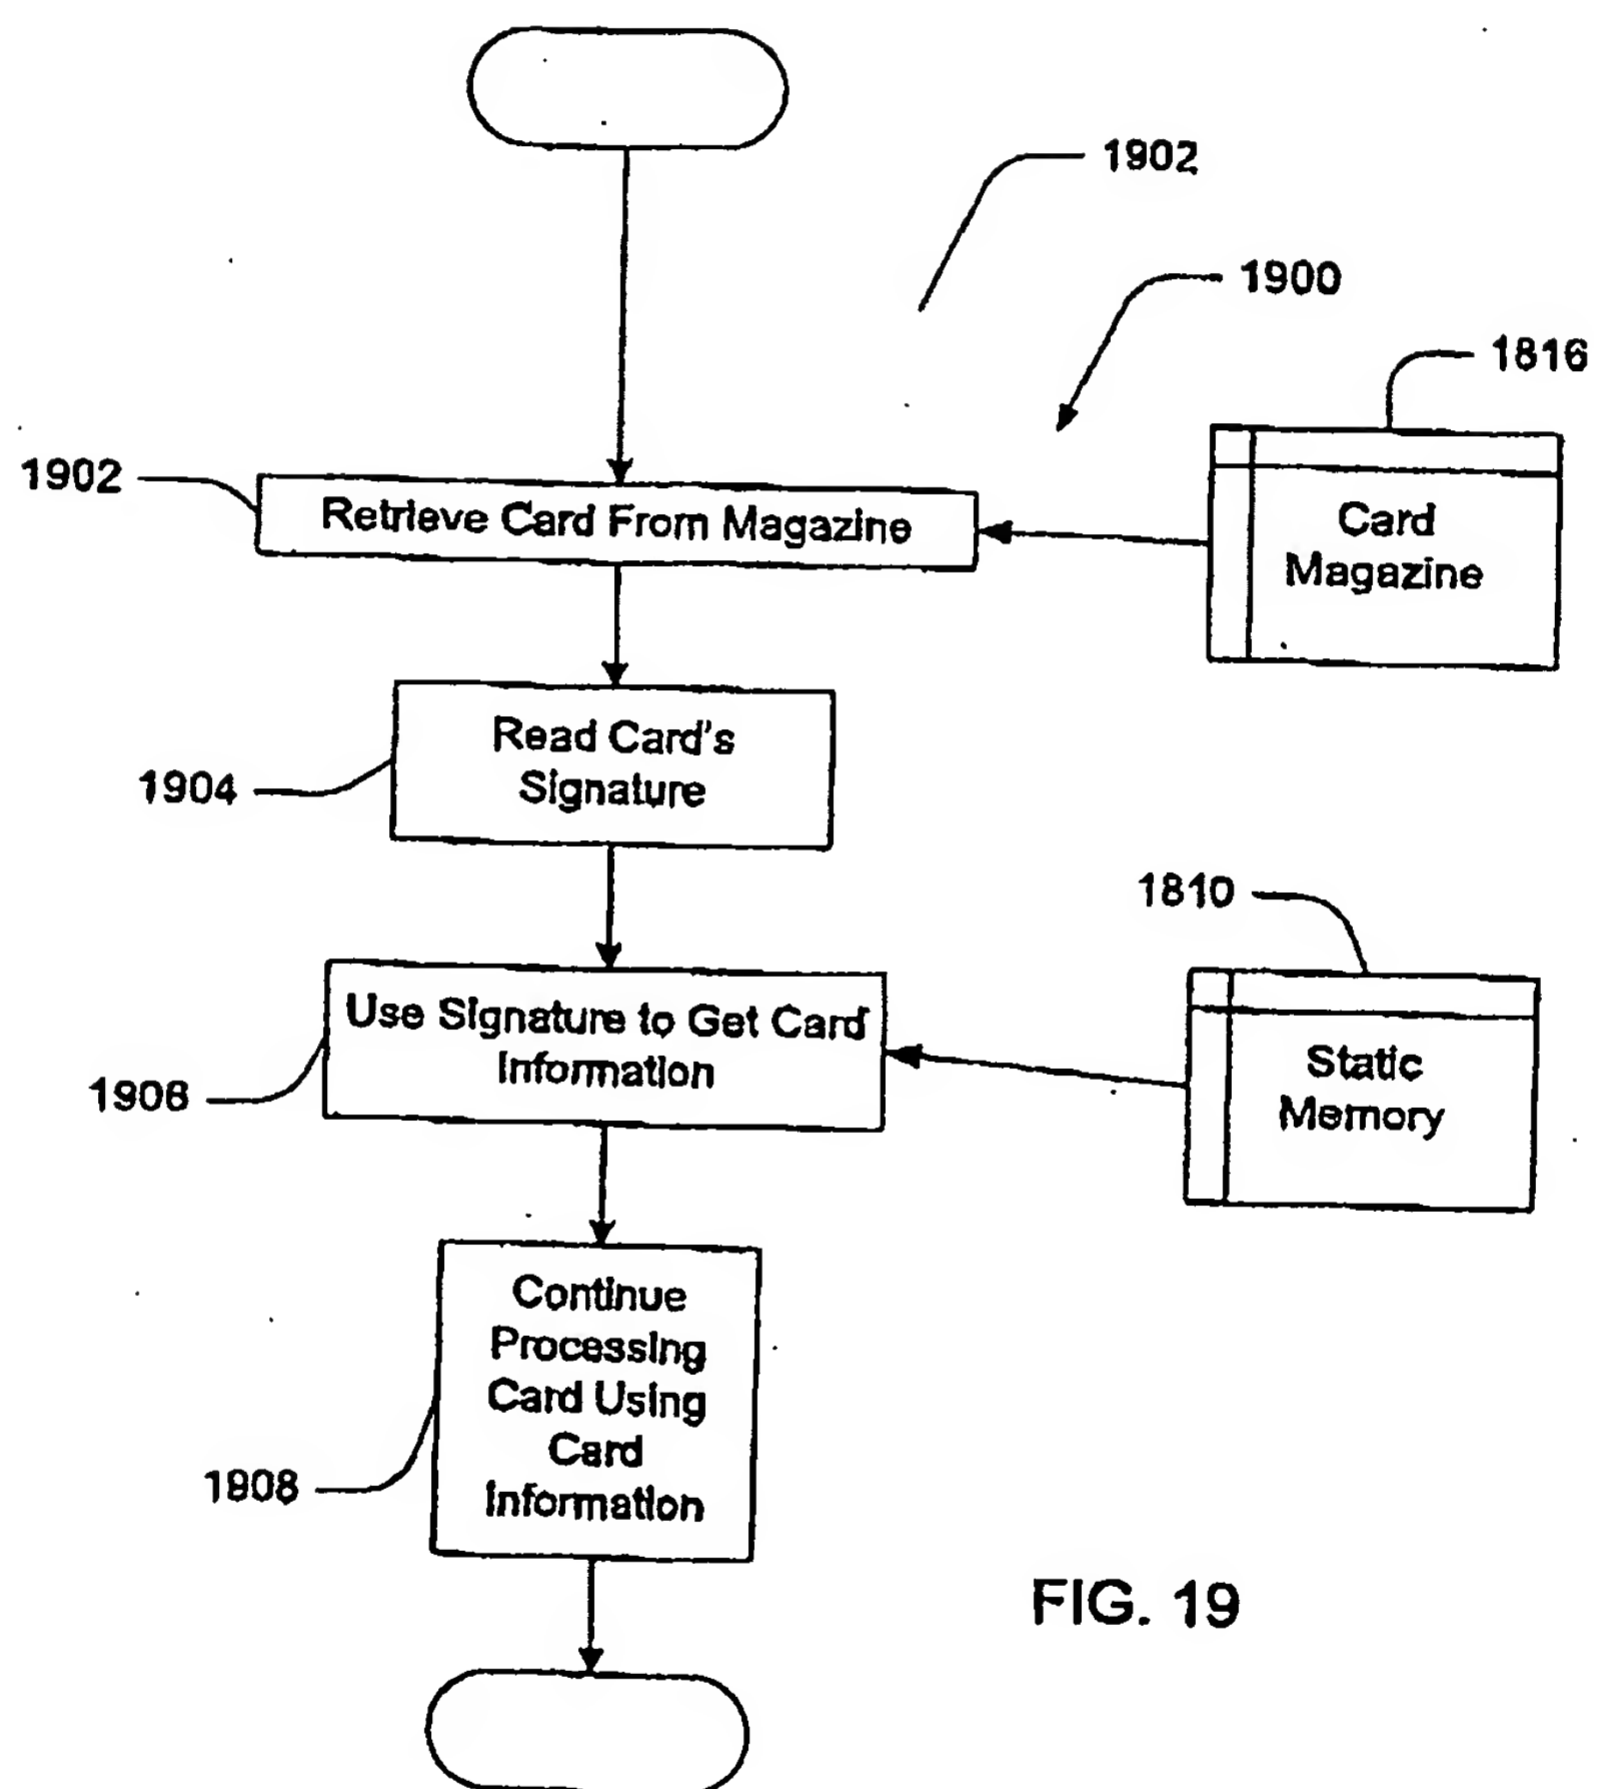 1902
1900
1816
1902
Retrieve Card From Magazine
Card
Magazine
Read Card's
Signature
1904
1810
Use Signature to Get Card
Information
Static
Memory
1906
Continue
Processing
Card Using
Card
Information
1908
FIG. 19